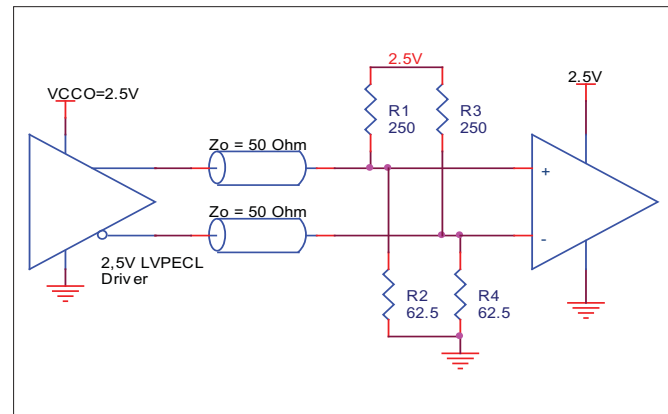 2.5V
VCCO=2.5V
2.5V
R1
250
R3
250
Zo = 50 Ohm
+
Zo = 50 Ohm
-
2,5V LVPECL
Driver
R2
62.5
R4
62.5